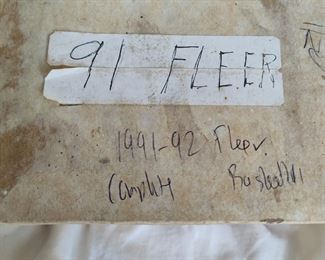 91 FLEER
1991-92 Fleer
Complete Basketball